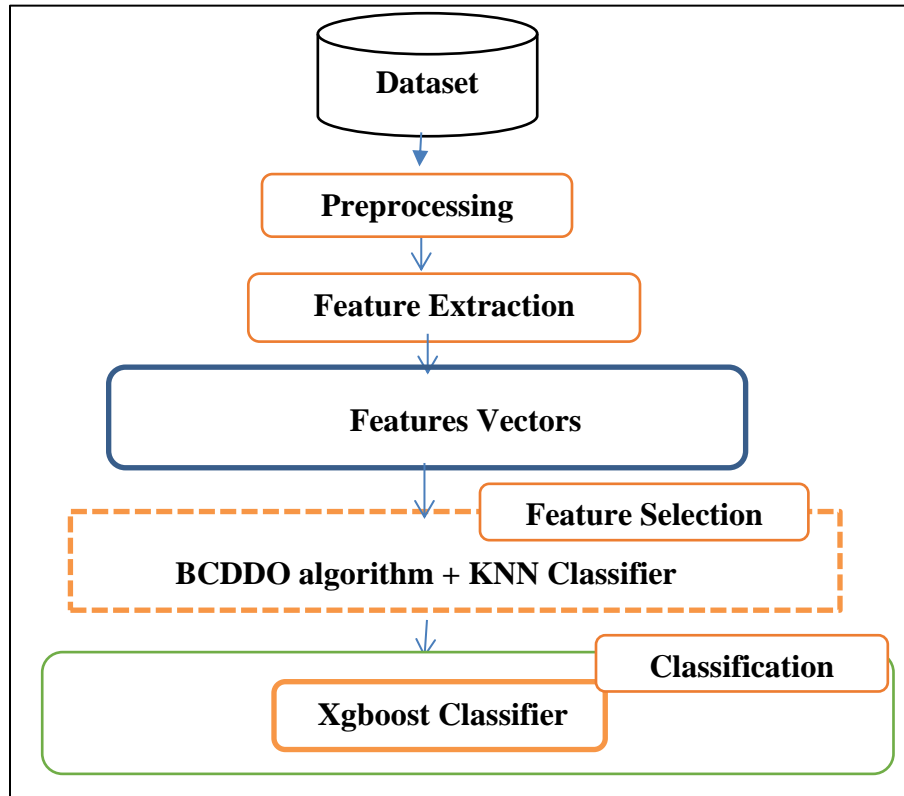 Dataset
Preprocessing
Feature Extraction
Features Vectors
Feature Selection
BCDDO algorithm + KNN Classifier
Classification
Xgboost Classifier